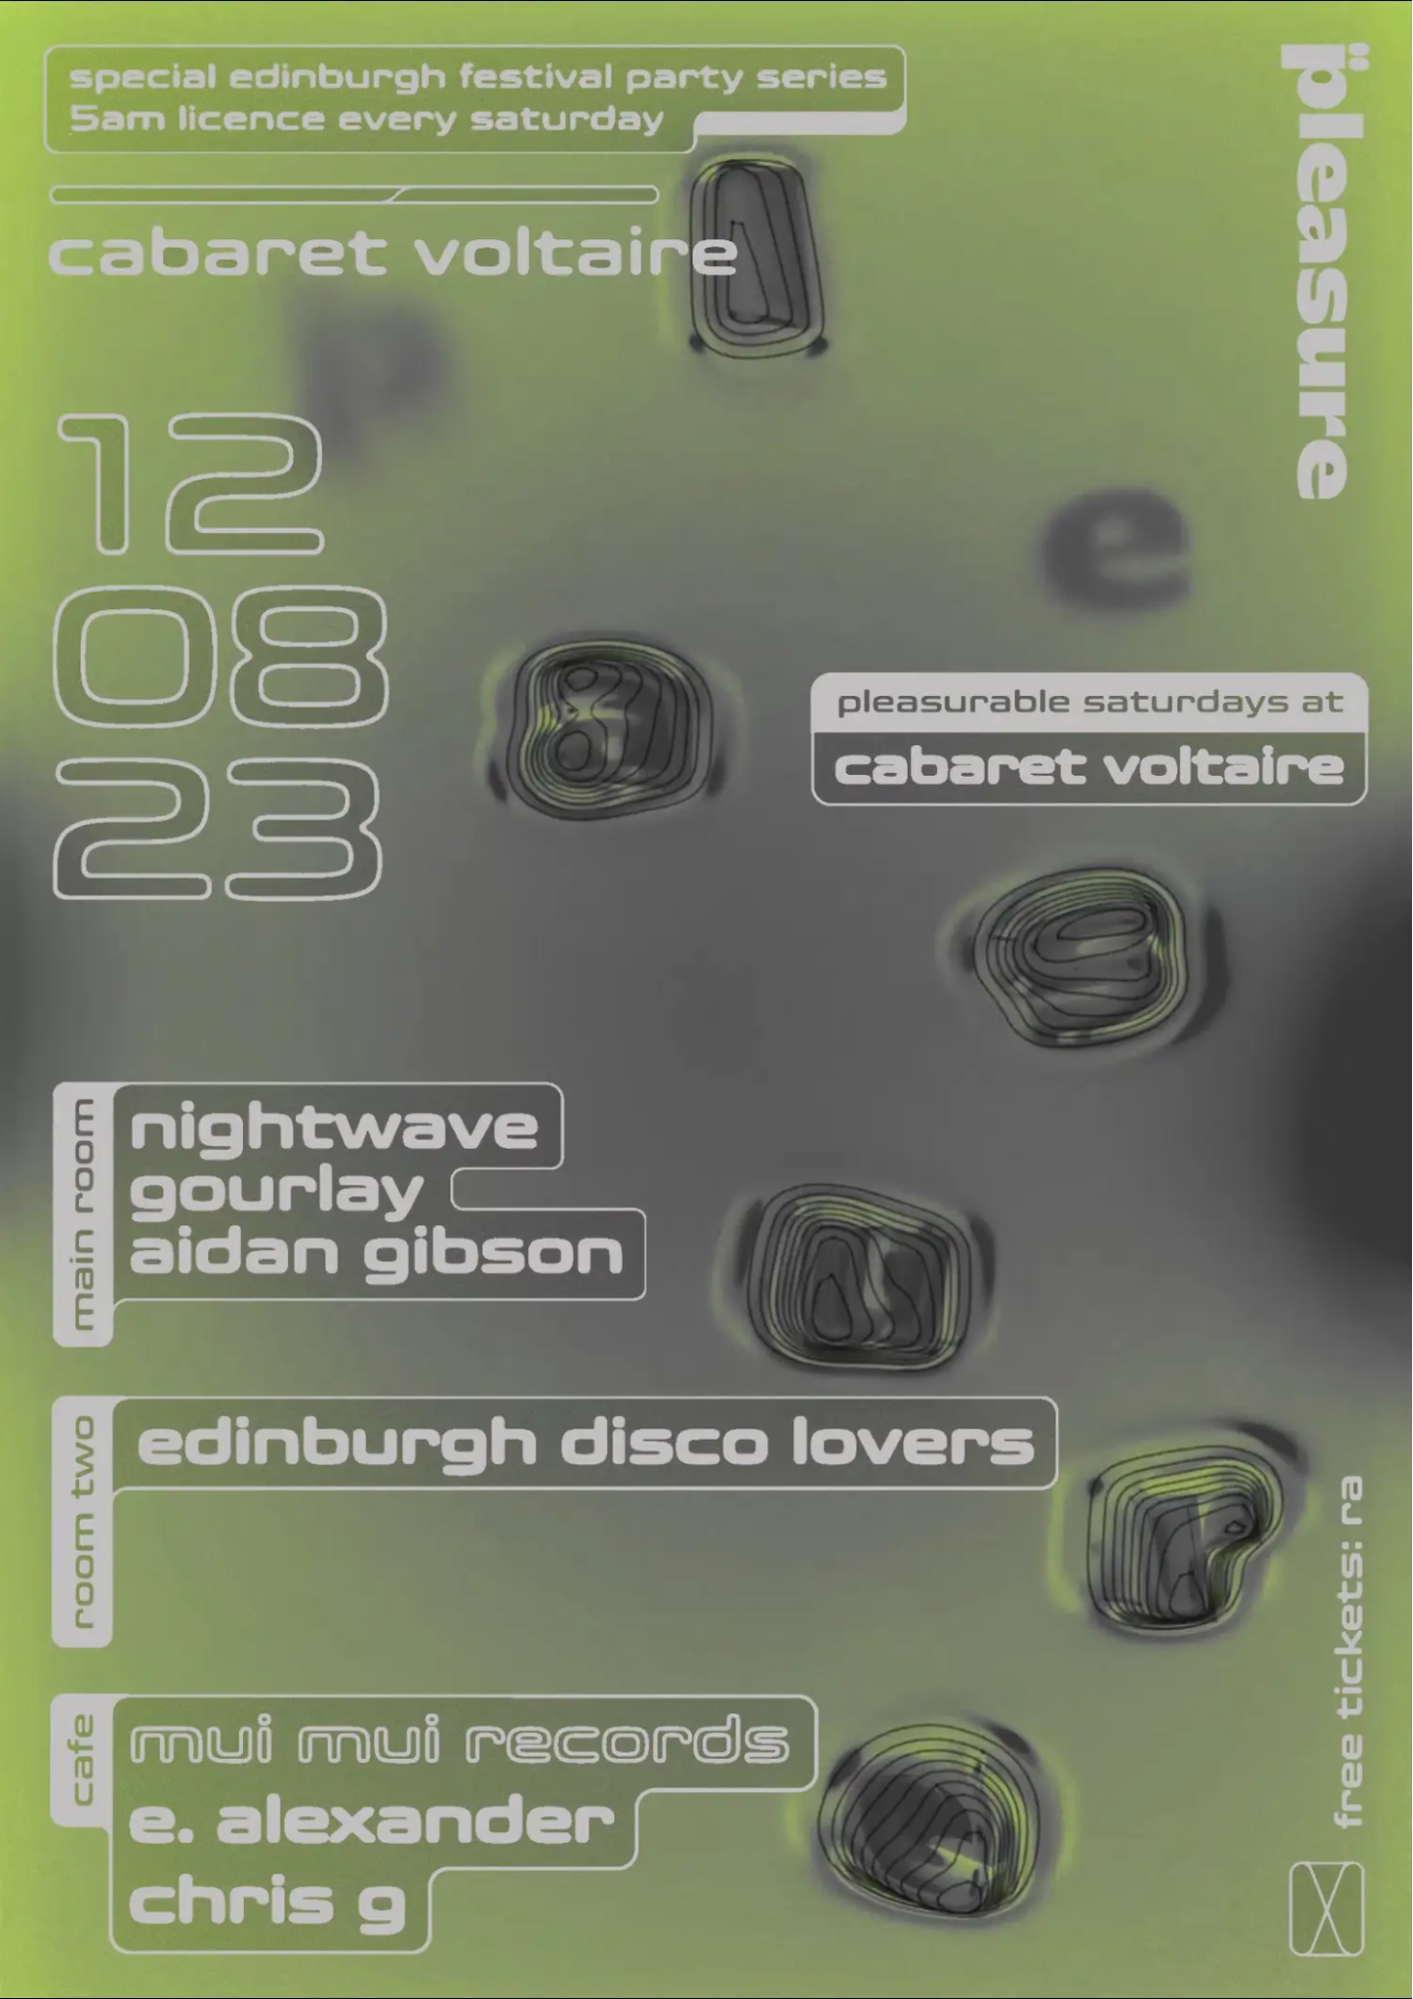 special edinburgh festival party series
5am licence every saturday
p̈leasure
cabaret voltaire
12
08
23
pleasurable saturdays at
cabaret voltaire
main room
nightwave
gourlay
aidan gibson
room two
edinburgh disco lovers
cafe
mui mui records
e. alexander
chris g
free tickets: ra